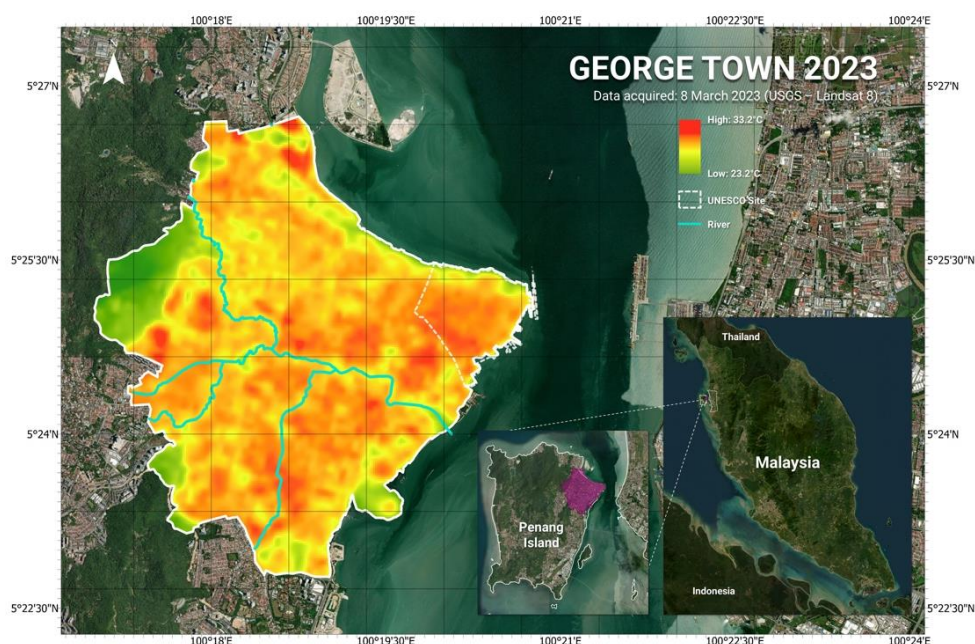 100°18'E 100°19'30"E 100°21'E 100°22'30"E 100°24'E
5°27'N 5°27'N
GEORGE TOWN 2023
Data acquired: 8 March 2023 (USGS – Landsat 8)
High: 33.2°C
Low: 23.2°C
UNESCO Site
River
5°25'30"N 5°25'30"N
Thailand
5°24'N 5°24'N
Malaysia
Penang
Island
Indonesia
5°22'30"N 5°22'30"N
100°18'E 100°19'30"E 100°21'E 100°22'30"E 100°24'E